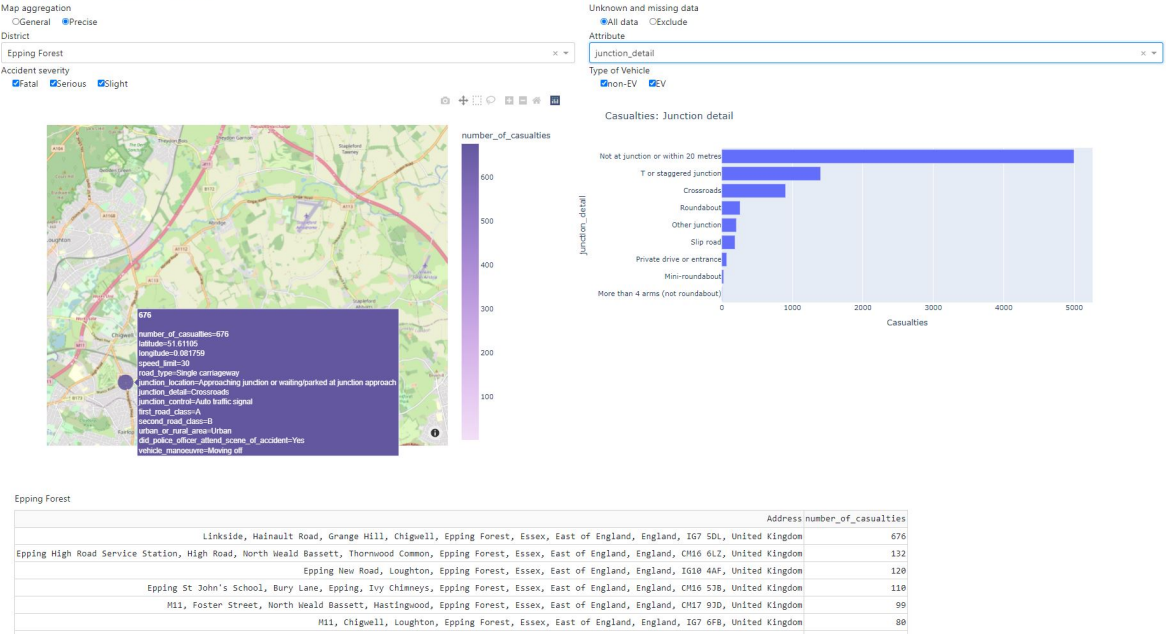 Map aggregation
General Precise
District
Epping Forest
Accident severity
Fatal Serious Slight
Unknown and missing data
All data Exclude
Attribute
junction_detail
Type of Vehicle
non-EV EV
number_of_casualties
600
500
400
300
200
100
Theydon Bois
Stapleford Tawney
Loughton
Abridge
Chigwell
A113
B172
B173
M11
676
number_of_casualties=676
latitude=51.61105
longitude=0.081759
speed_limit=30
road_type=Single carriageway
junction_location=Approaching junction or waiting/parked at junction approach
junction_detail=Crossroads
junction_control=Auto traffic signal
first_road_class=A
second_road_class=B
urban_or_rural_area=Urban
did_police_officer_attend_scene_of_accident=Yes
vehicle_manoeuvre=Moving off
Casualties: Junction detail
junction_detail
Not at junction or within 20 metres
T or staggered junction
Crossroads
Roundabout
Other junction
Slip road
Private drive or entrance
Mini-roundabout
More than 4 arms (not roundabout)
0 1000 2000 3000 4000 5000
Casualties
Epping Forest
Address number_of_casualties
Linkside, Hainault Road, Grange Hill, Chigwell, Epping Forest, Essex, East of England, England, IG7 5DL, United Kingdom 676
Epping High Road Service Station, High Road, North Weald Bassett, Thornwood Common, Epping Forest, Essex, East of England, England, CM16 6LZ, United Kingdom 132
Epping New Road, Loughton, Epping Forest, Essex, East of England, England, IG10 4AF, United Kingdom 120
Epping St John's School, Bury Lane, Epping, Ivy Chimneys, Epping Forest, Essex, East of England, England, CM16 5JB, United Kingdom 110
M11, Foster Street, North Weald Bassett, Hastingwood, Epping Forest, Essex, East of England, England, CM17 9JD, United Kingdom 99
M11, Chigwell, Loughton, Epping Forest, Essex, East of England, England, IG7 6FB, United Kingdom 80